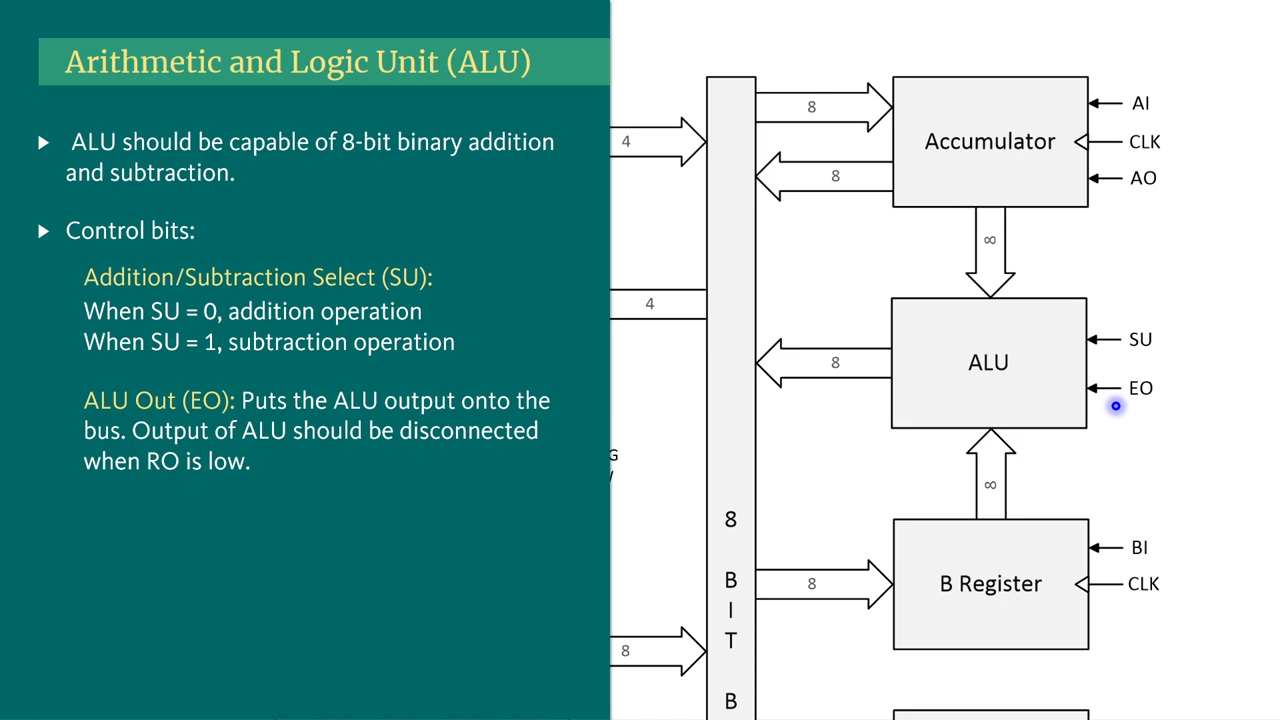 Arithmetic and Logic Unit (ALU)
ALU should be capable of 8-bit binary addition
and subtraction.
Control bits:
Addition/Subtraction Select (SU):
When SU = 0, addition operation
When SU = 1, subtraction operation
ALU Out (EO): Puts the ALU output onto the
bus. Output of ALU should be disconnected
when RO is low.
4
4
8
8
B
I
T
B
8
8
Accumulator
AI
CLK
AO
8
8
ALU
SU
EO
8
8
B Register
BI
CLK